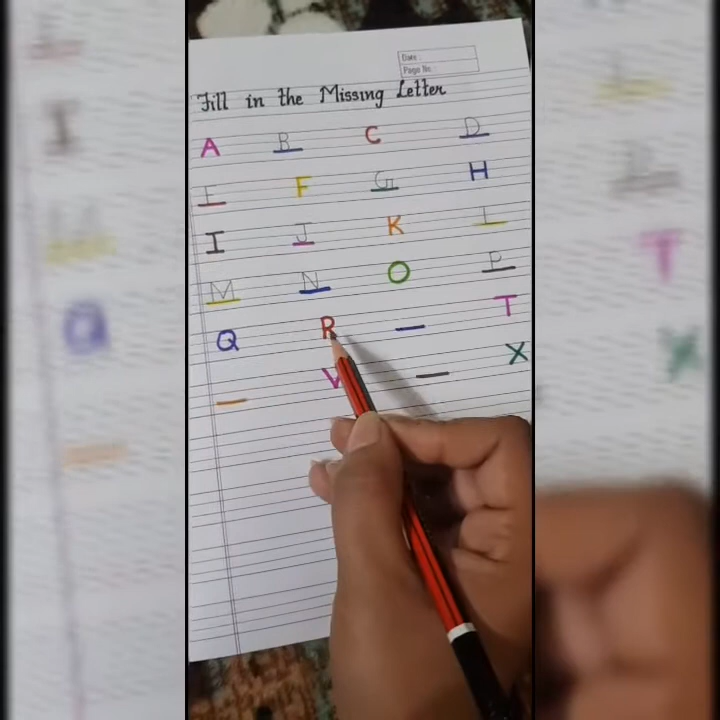 Date :
Page No :
Fill in the Missing Letter
A B C D
E F G H
I J K L
M N O P
Q R _ T
_ V _ X